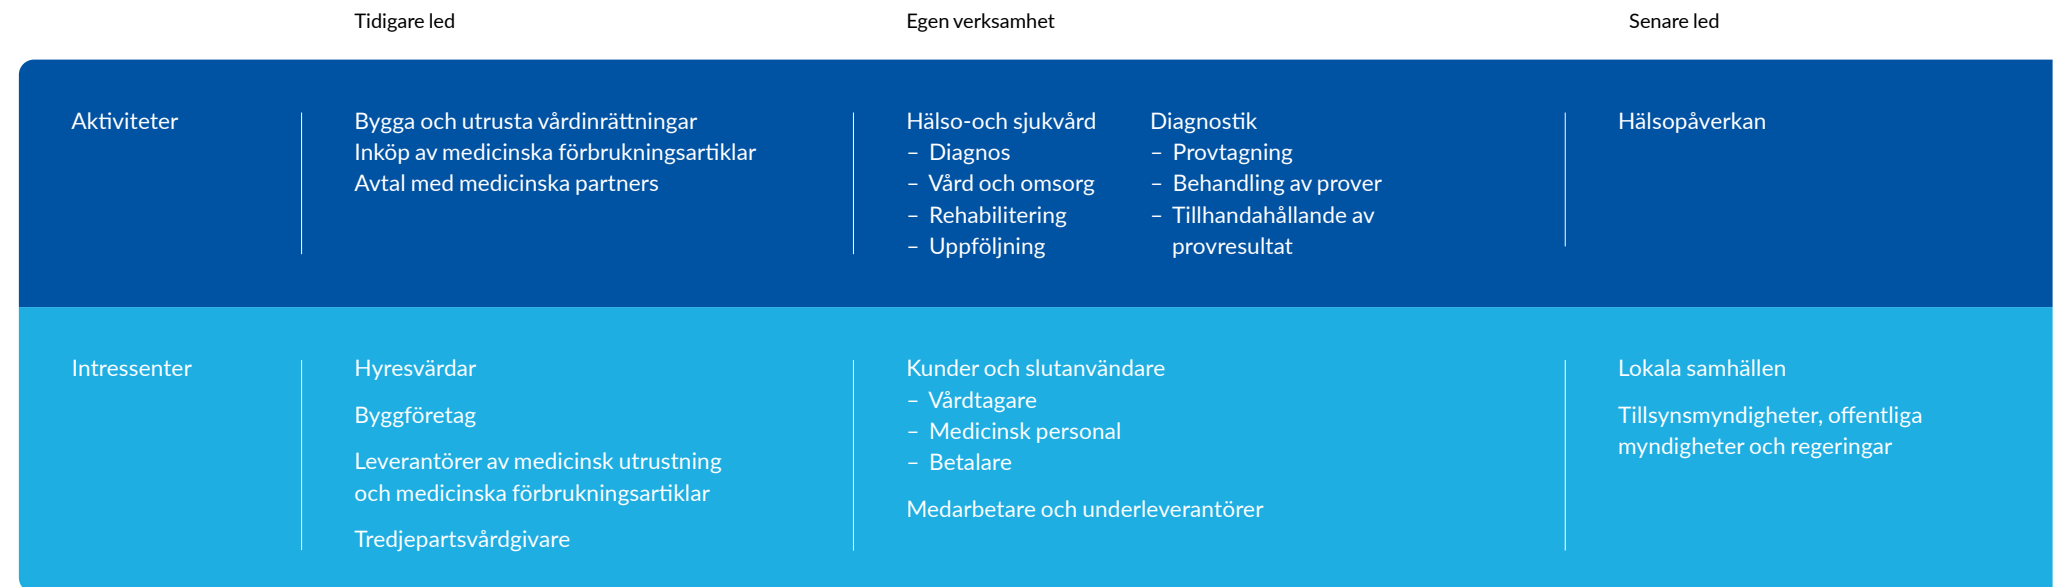 Tidigare led
Egen verksamhet
Senare led
Aktiviteter
Bygga och utrusta vårdinrättningar
Inköp av medicinska förbrukningsartiklar
Avtal med medicinska partners
Hälso-och sjukvård
– Diagnos
– Vård och omsorg
– Rehabilitering
– Uppföljning
Diagnostik
– Provtagning
– Behandling av prover
– Tillhandahållande av
provresultat
Hälsopåverkan
Intressenter
Hyresvärdar
Byggföretag
Leverantörer av medicinsk utrustning
och medicinska förbrukningsartiklar
Tredjepartsvårdgivare
Kunder och slutanvändare
– Vårdtagare
– Medicinsk personal
– Betalare
Medarbetare och underleverantörer
Lokala samhällen
Tillsynsmyndigheter, offentliga
myndigheter och regeringar